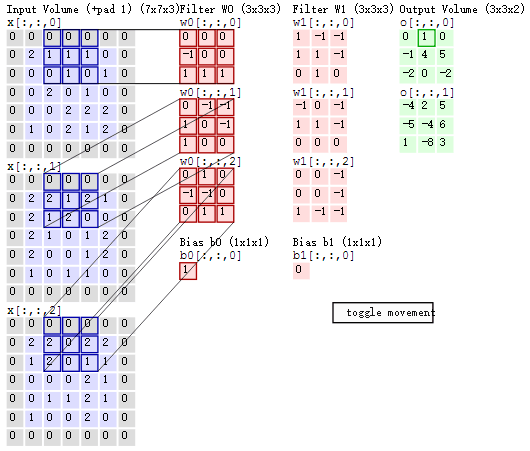 Input Volume (+pad 1) (7x7x3)
x[:,:,0]
0 0 0 0 0 0 0
0 2 1 1 1 0 0
0 0 0 1 0 1 0
0 0 2 0 1 0 0
0 0 0 2 2 2 0
0 1 0 2 1 2 0
0 0 0 0 0 0 0
x[:,:,1]
0 0 0 0 0 0 0
0 2 2 1 2 1 0
0 2 1 2 0 0 0
0 2 1 0 1 2 0
0 2 0 0 1 2 0
0 1 0 1 1 0 0
0 0 0 0 0 0 0
x[:,:,2]
0 0 0 0 0 0 0
0 2 2 0 2 2 0
0 1 2 0 1 1 0
0 0 0 0 2 1 0
0 0 1 1 2 1 0
0 1 0 0 2 0 0
0 0 0 0 0 0 0
Filter W0 (3x3x3)
w0[:,:,0]
0 0 0
-1 0 0
1 1 1
w0[:,:,1]
0 -1 -1
1 0 -1
1 0 0
w0[:,:,2]
0 1 0
-1 -1 0
0 1 1
Bias b0 (1x1x1)
b0[:,:,0]
1
Filter W1 (3x3x3)
w1[:,:,0]
1 -1 -1
1 1 -1
0 1 0
w1[:,:,1]
-1 0 -1
1 1 -1
0 -1 0
w1[:,:,2]
0 0 -1
0 0 -1
1 -1 -1
Bias b1 (1x1x1)
b1[:,:,0]
0
Output Volume (3x3x2)
o[:,:,0]
0 1 0
-1 4 5
-2 0 -2
o[:,:,1]
-4 2 5
-5 -4 6
1 -8 3
toggle movement